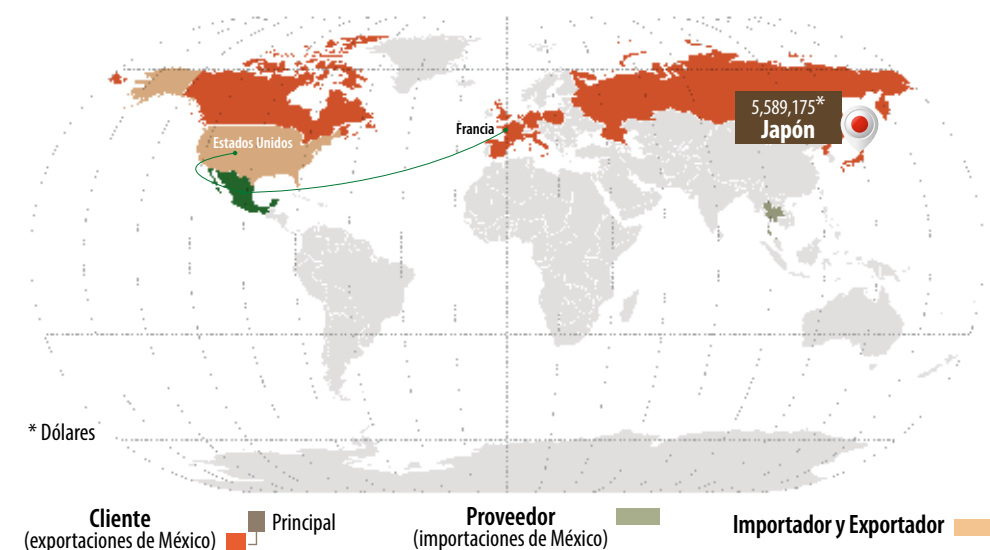 Estados Unidos
Francia
5,589,175*
Japón
* Dólares
Cliente
(exportaciones de México)
Principal
Proveedor
(importaciones de México)
Importador y Exportador